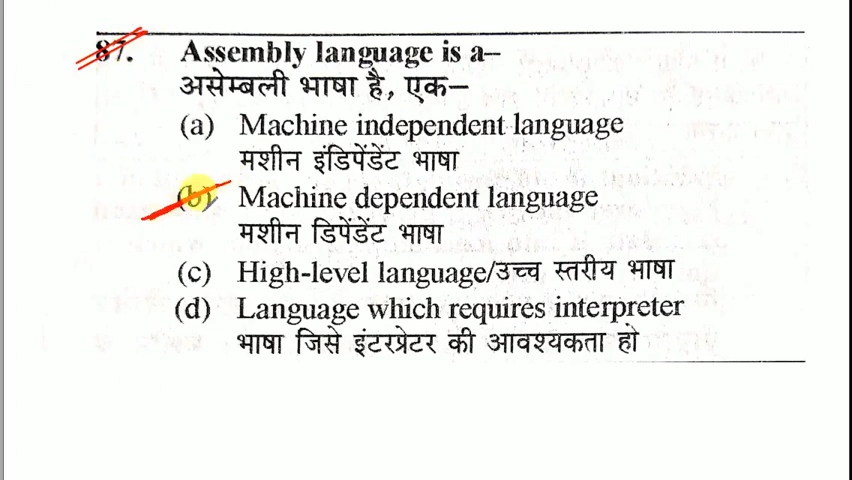 87. Assembly language is a–
असेम्बली भाषा है, एक–
(a) Machine independent language
मशीन इंडिपेंडेंट भाषा
(b) Machine dependent language
मशीन डिपेंडेंट भाषा
(c) High-level language/उच्च स्तरीय भाषा
(d) Language which requires interpreter
भाषा जिसे इंटरप्रेटर की आवश्यकता हो